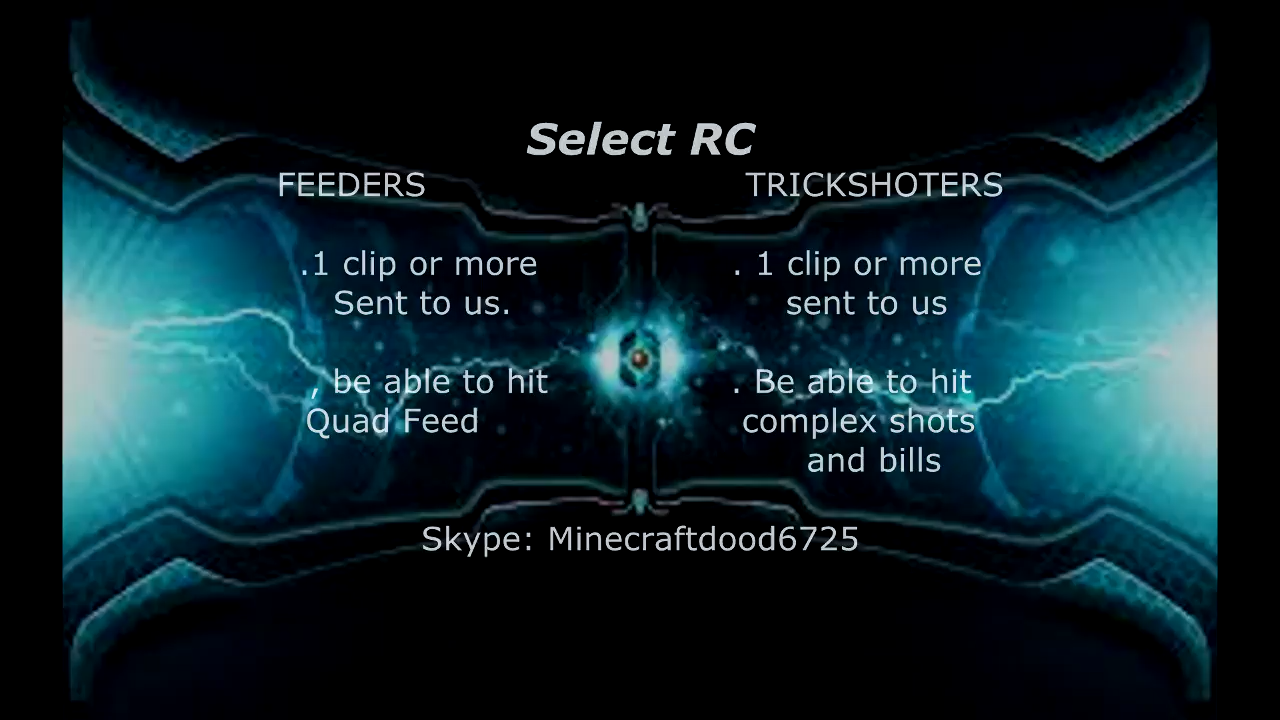 Select RC
FEEDERS
.1 clip or more
Sent to us.
, be able to hit
Quad Feed
TRICKSHOTERS
. 1 clip or more
sent to us
. Be able to hit
complex shots
and bills
Skype: Minecraftdood6725